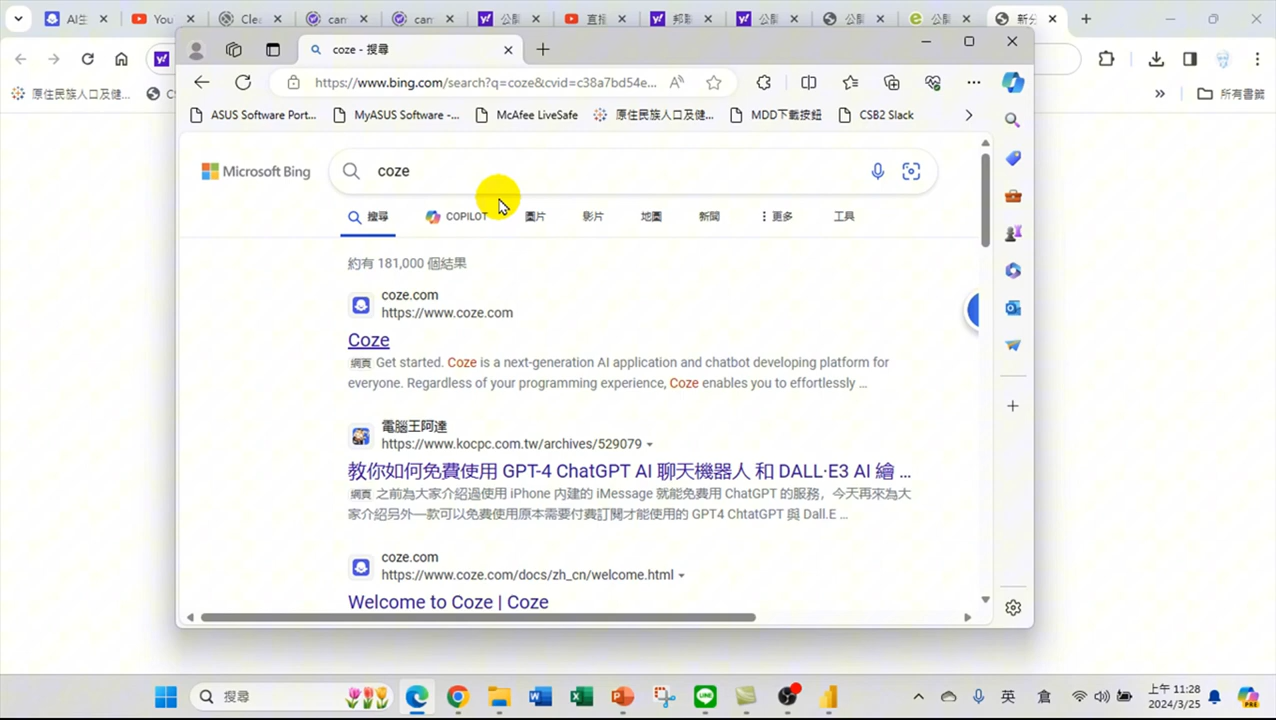 AI生
You
Clea
can
can
公開
直播
邦
公開
公開
公開
新分
coze - 搜尋
https://www.bing.com/search?q=coze&cvid=c38a7bd54e...
原住民族人口及健...
所有書籤
ASUS Software Port...
MyASUS Software -...
McAfee LiveSafe
原住民族人口及健...
MDD下載按鈕
CSB2 Slack
Microsoft Bing
coze
搜尋
COPILOT
圖片
影片
地圖
新聞
更多
工具
約有 181,000 個結果
coze.com
https://www.coze.com
Coze
網頁 Get started. Coze is a next-generation AI application and chatbot developing platform for
everyone. Regardless of your programming experience, Coze enables you to effortlessly ...
電腦王阿達
https://www.kocpc.com.tw/archives/529079
教你如何免費使用 GPT-4 ChatGPT AI 聊天機器人 和 DALL·E3 AI 繪 ...
網頁 之前為大家介紹過使用 iPhone 內建的 iMessage 就能免費用 ChatGPT 的服務，今天再來為大
家介紹另外一款可以免費使用原本需要付費訂閱才能使用的 GPT4 ChtatGPT 與 Dall.E ...
coze.com
https://www.coze.com/docs/zh_cn/welcome.html
Welcome to Coze | Coze
搜尋
英
倉
上午 11:28
2024/3/25
PRE